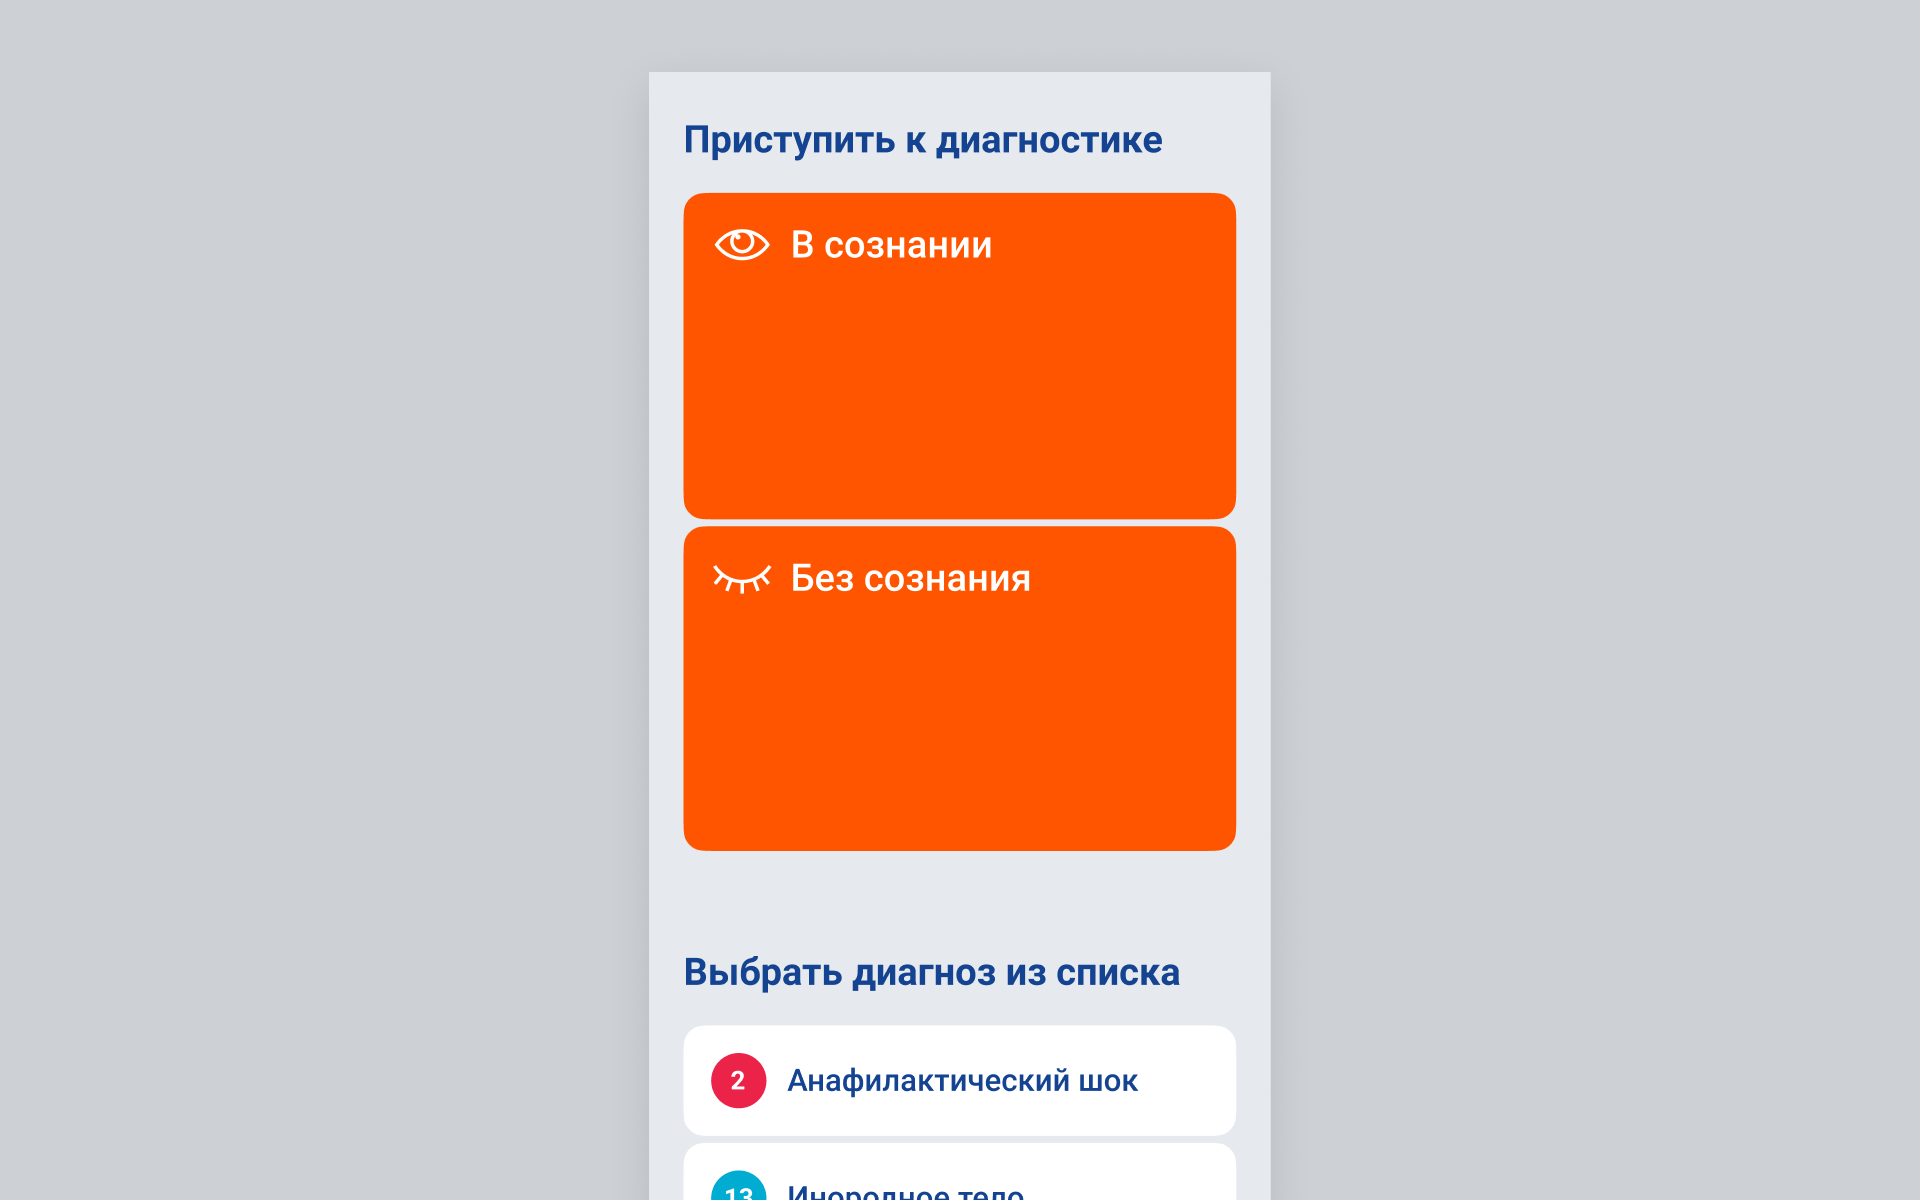 Приступить к диагностике
В сознании
Без сознания
Выбрать диагноз из списка
2
Анафилактический шок
13
Инородное тело